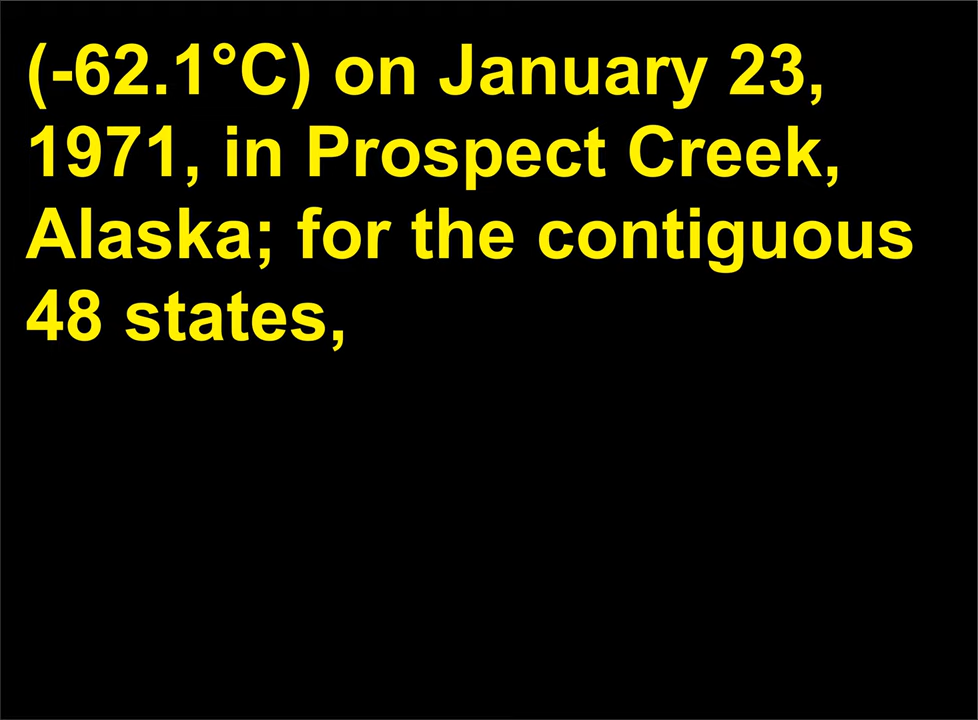 (-62.1°C) on January 23,
1971, in Prospect Creek,
Alaska; for the contiguous
48 states,